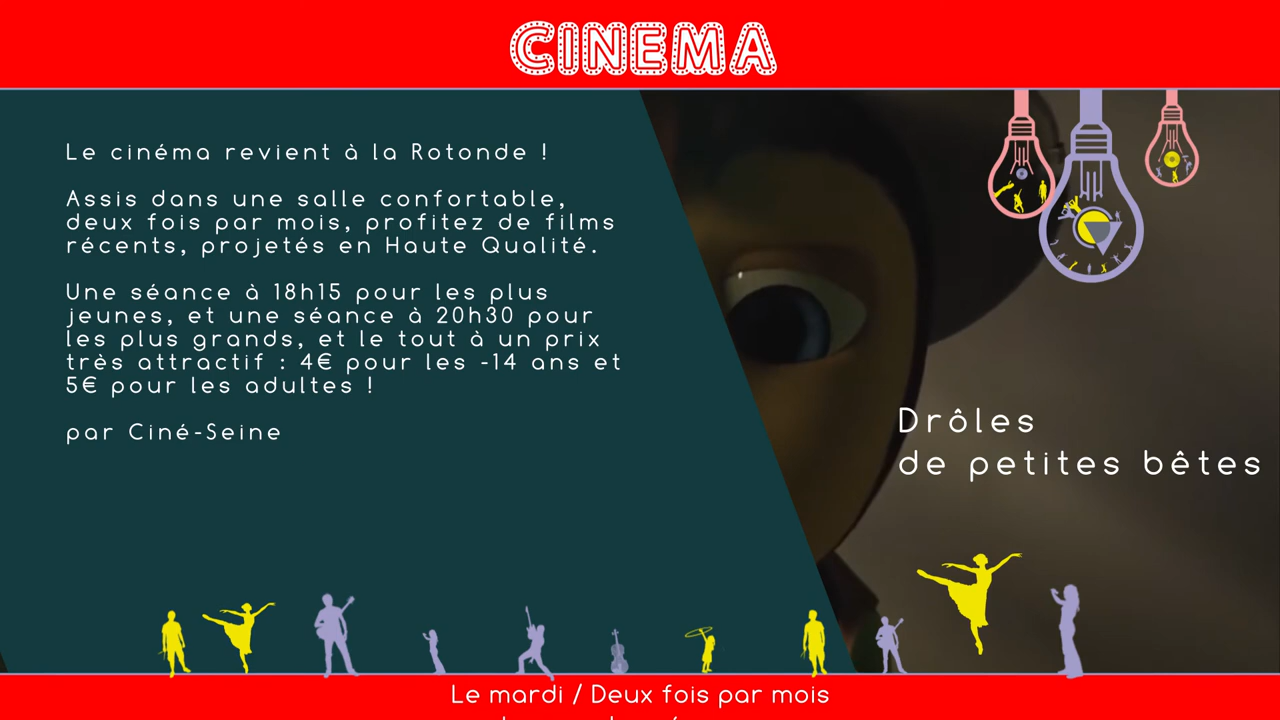 CINEMA
Le cinéma revient à la Rotonde !
Assis dans une salle confortable,
deux fois par mois, profitez de films
récents, projetés en Haute Qualité.
Une séance à 18h15 pour les plus
jeunes, et une séance à 20h30 pour
les plus grands, et le tout à un prix
très attractif : 4€ pour les -14 ans et
5€ pour les adultes !
par Ciné-Seine
Drôles
de petites bêtes
Le mardi / Deux fois par mois